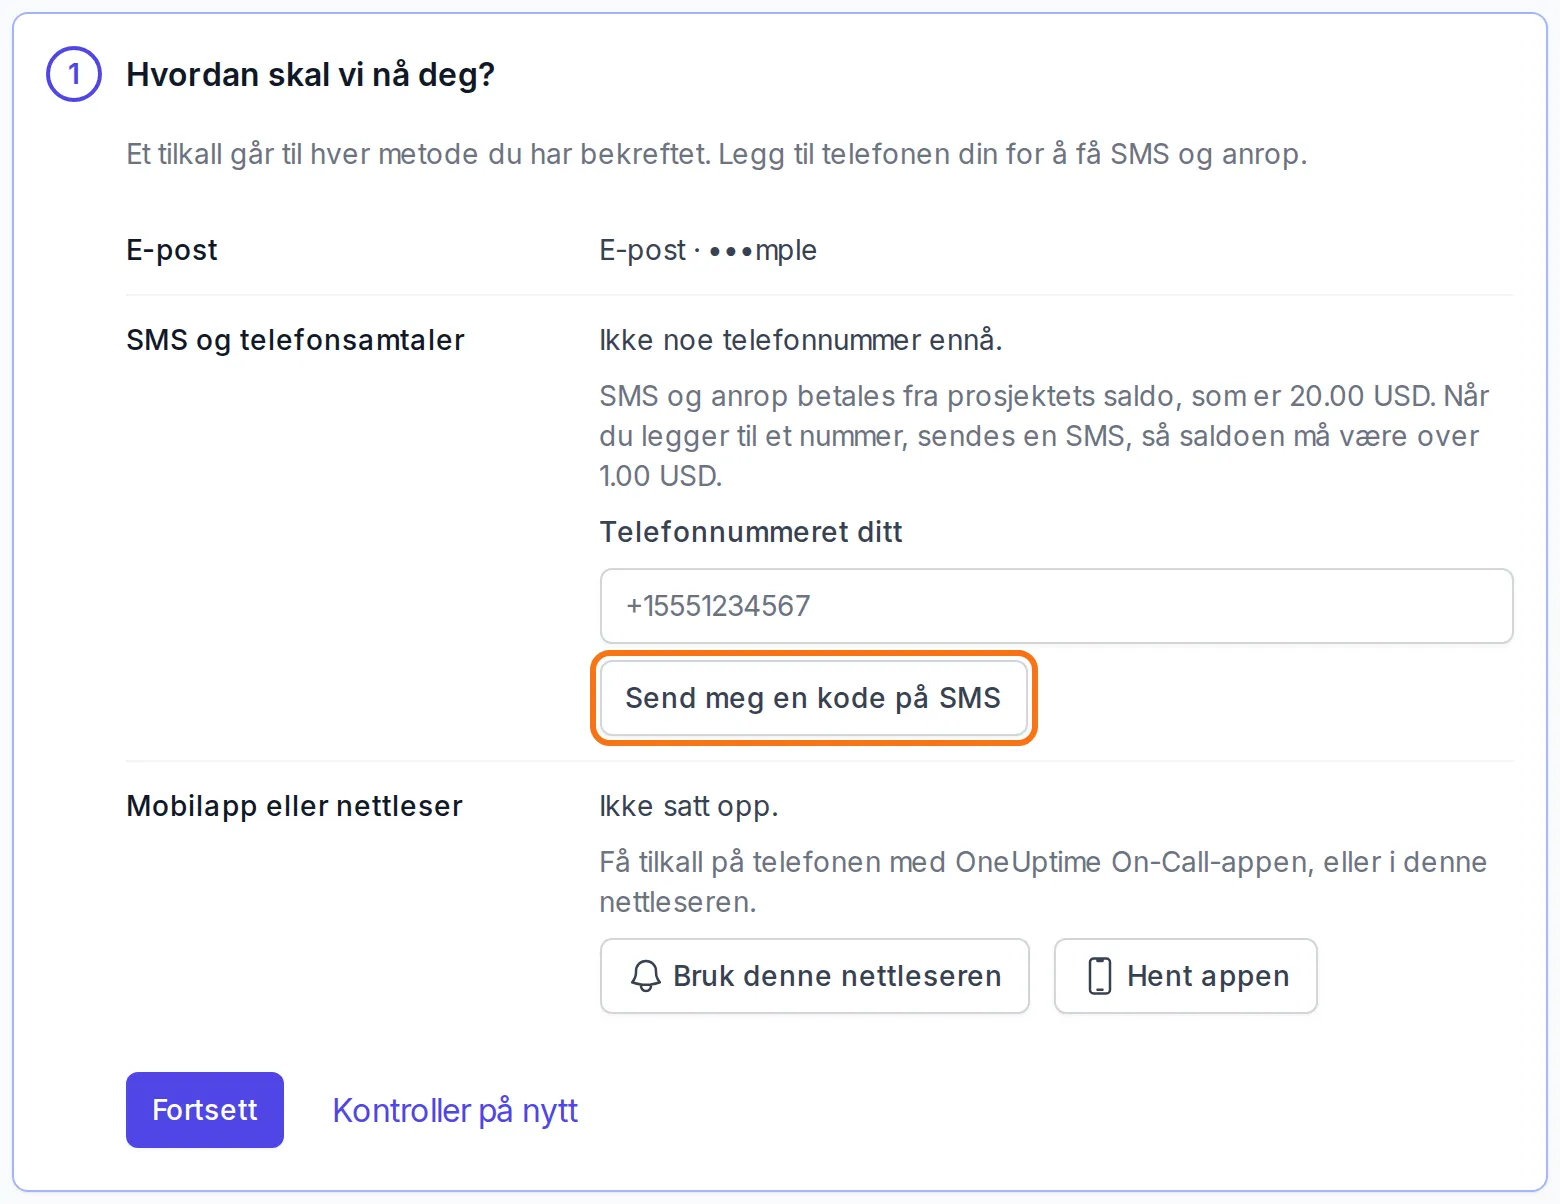 1
Hvordan skal vi nå deg?
Et tilkall går til hver metode du har bekreftet. Legg til telefonen din for å få SMS og anrop.
E-post
E-post · •••mple
SMS og telefonsamtaler
Ikke noe telefonnummer ennå.
SMS og anrop betales fra prosjektets saldo, som er 20.00 USD. Når
du legger til et nummer, sendes en SMS, så saldoen må være over
1.00 USD.
Telefonnummeret ditt
+15551234567
Send meg en kode på SMS
Mobilapp eller nettleser
Ikke satt opp.
Få tilkall på telefonen med OneUptime On-Call-appen, eller i denne
nettleseren.
Bruk denne nettleseren
Hent appen
Fortsett
Kontroller på nytt